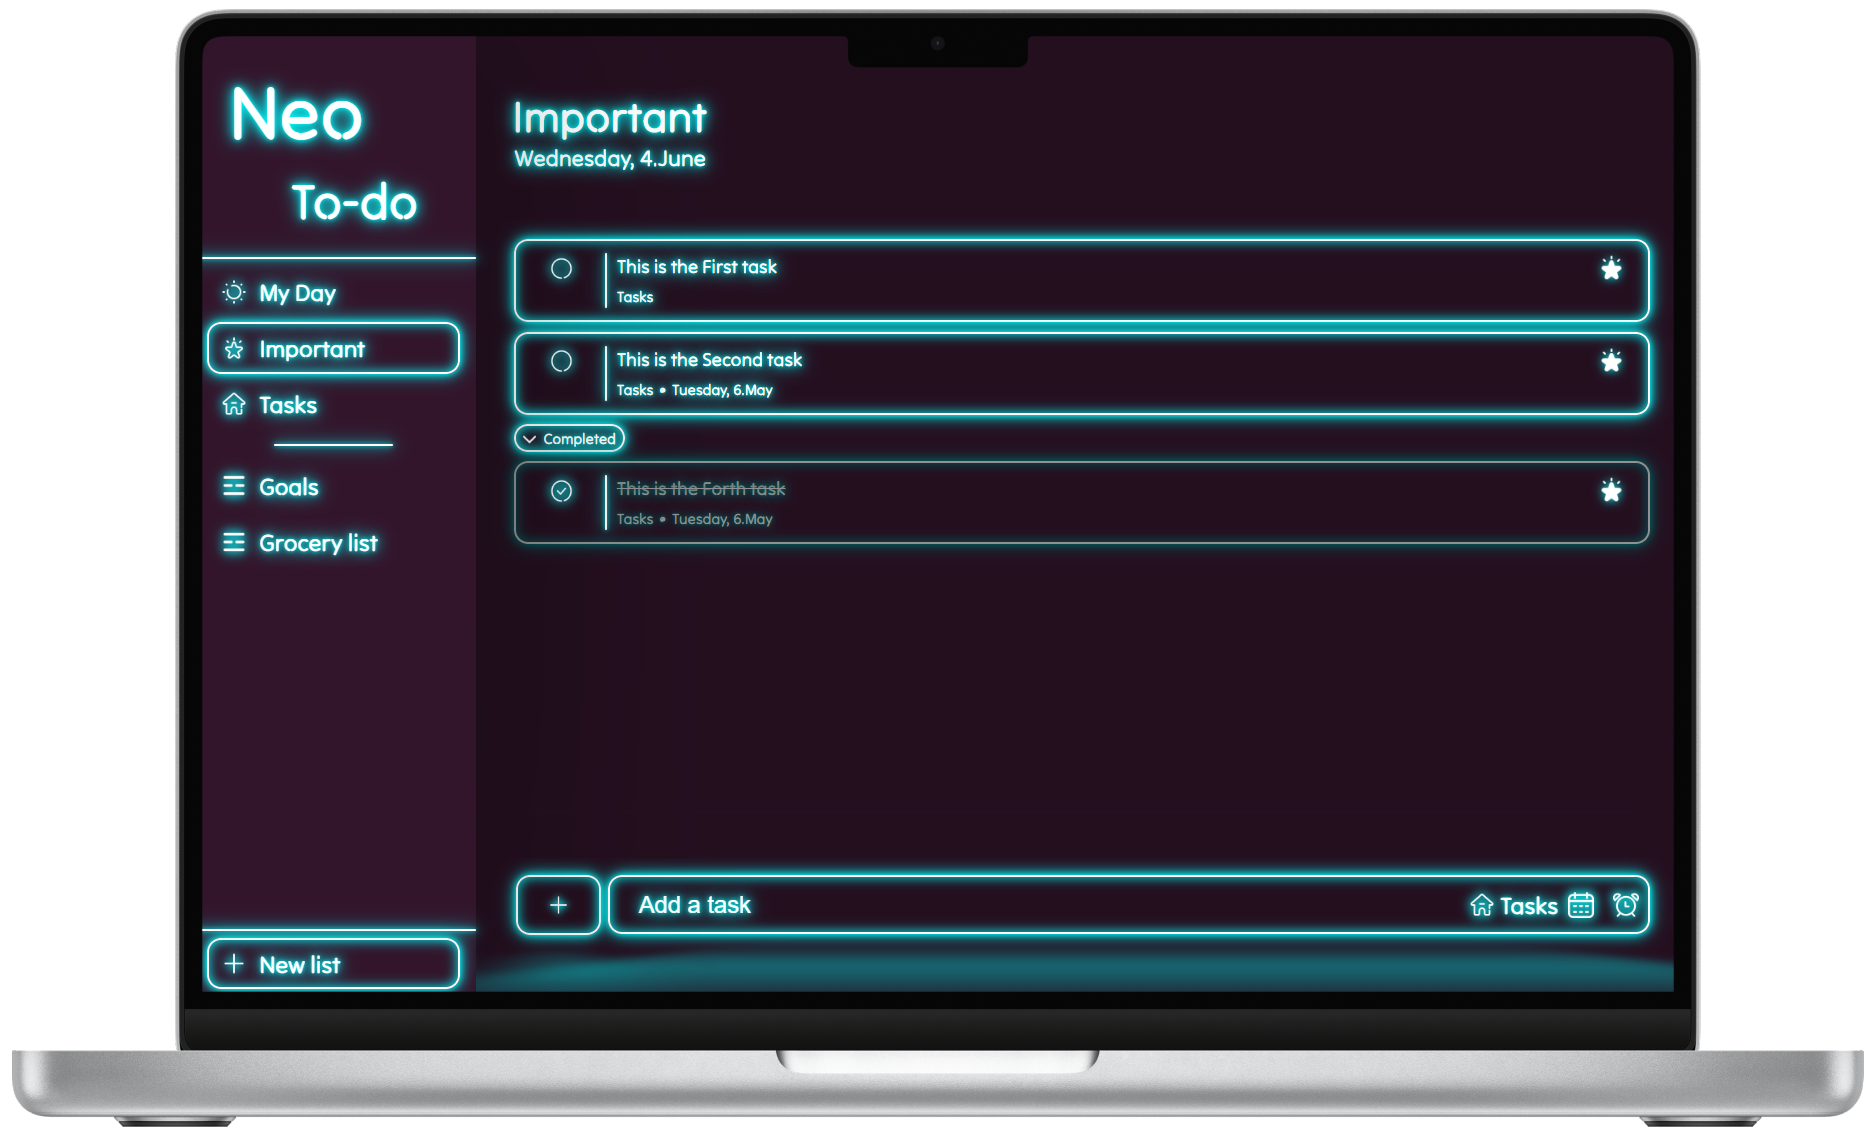 Neo
To-do
My Day
Important
Tasks
Goals
Grocery list
New list
Important
Wednesday, 4.June
This is the First task
Tasks
This is the Second task
Tasks • Tuesday, 6.May
Completed
This is the Forth task
Tasks • Tuesday, 6.May
Add a task
Tasks